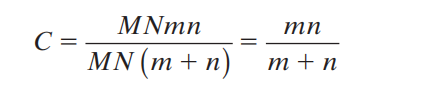 C = MNmn / MN (m + n) = mn / m + n